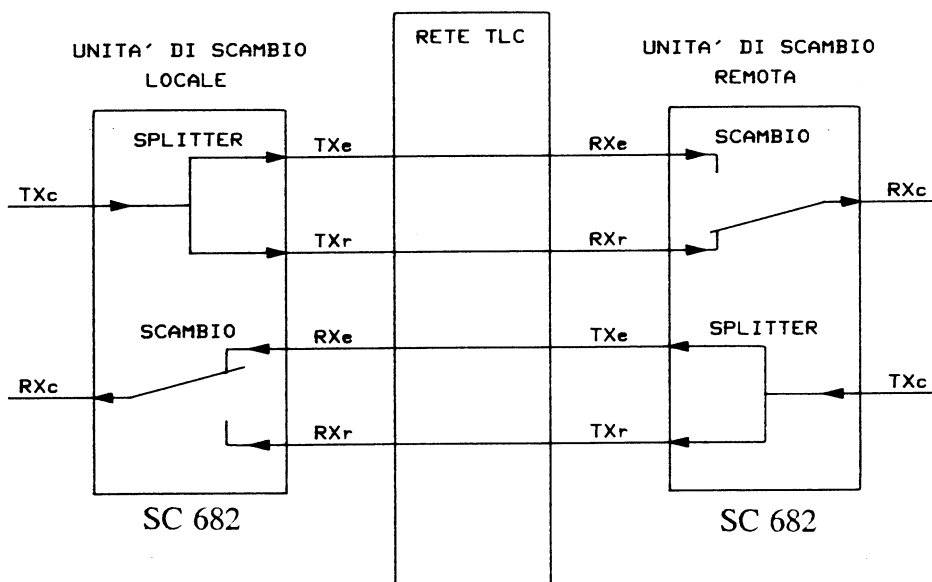 RETE TLC
UNITA' DI SCAMBIO
LOCALE
UNITA' DI SCAMBIO
REMOTA
SPLITTER
TXe
RXe
SCAMBIO
TXc
RXc
TXr
RXr
SCAMBIO
RXe
TXe
SPLITTER
RXc
TXc
RXr
TXr
SC 682
SC 682